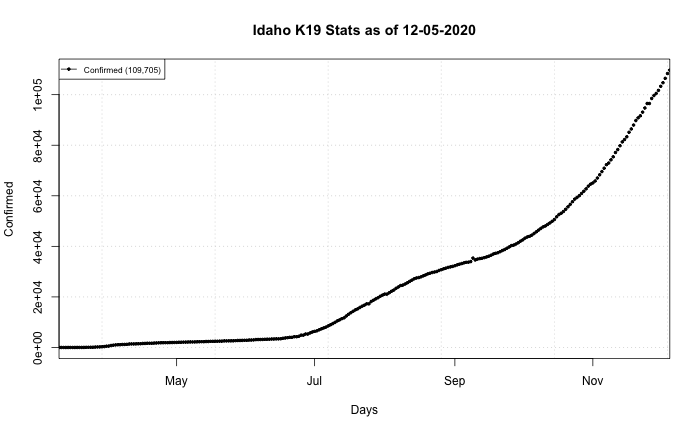 Idaho K19 Stats as of 12-05-2020
Confirmed (109,705)
1e+05
8e+04
6e+04
4e+04
2e+04
0e+00
Confirmed
May Jul Sep Nov
Days